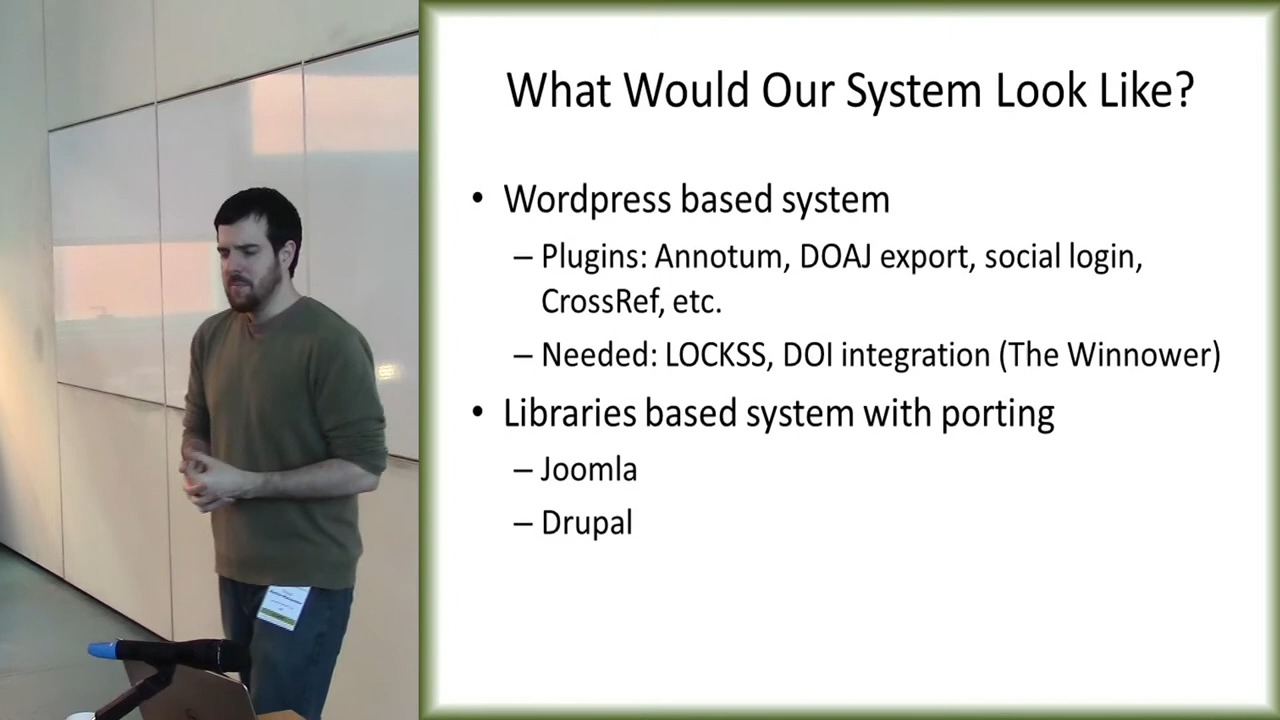 What Would Our System Look Like?
• Wordpress based system
– Plugins: Annotum, DOAJ export, social login,
CrossRef, etc.
– Needed: LOCKSS, DOI integration (The Winnower)
• Libraries based system with porting
– Joomla
– Drupal